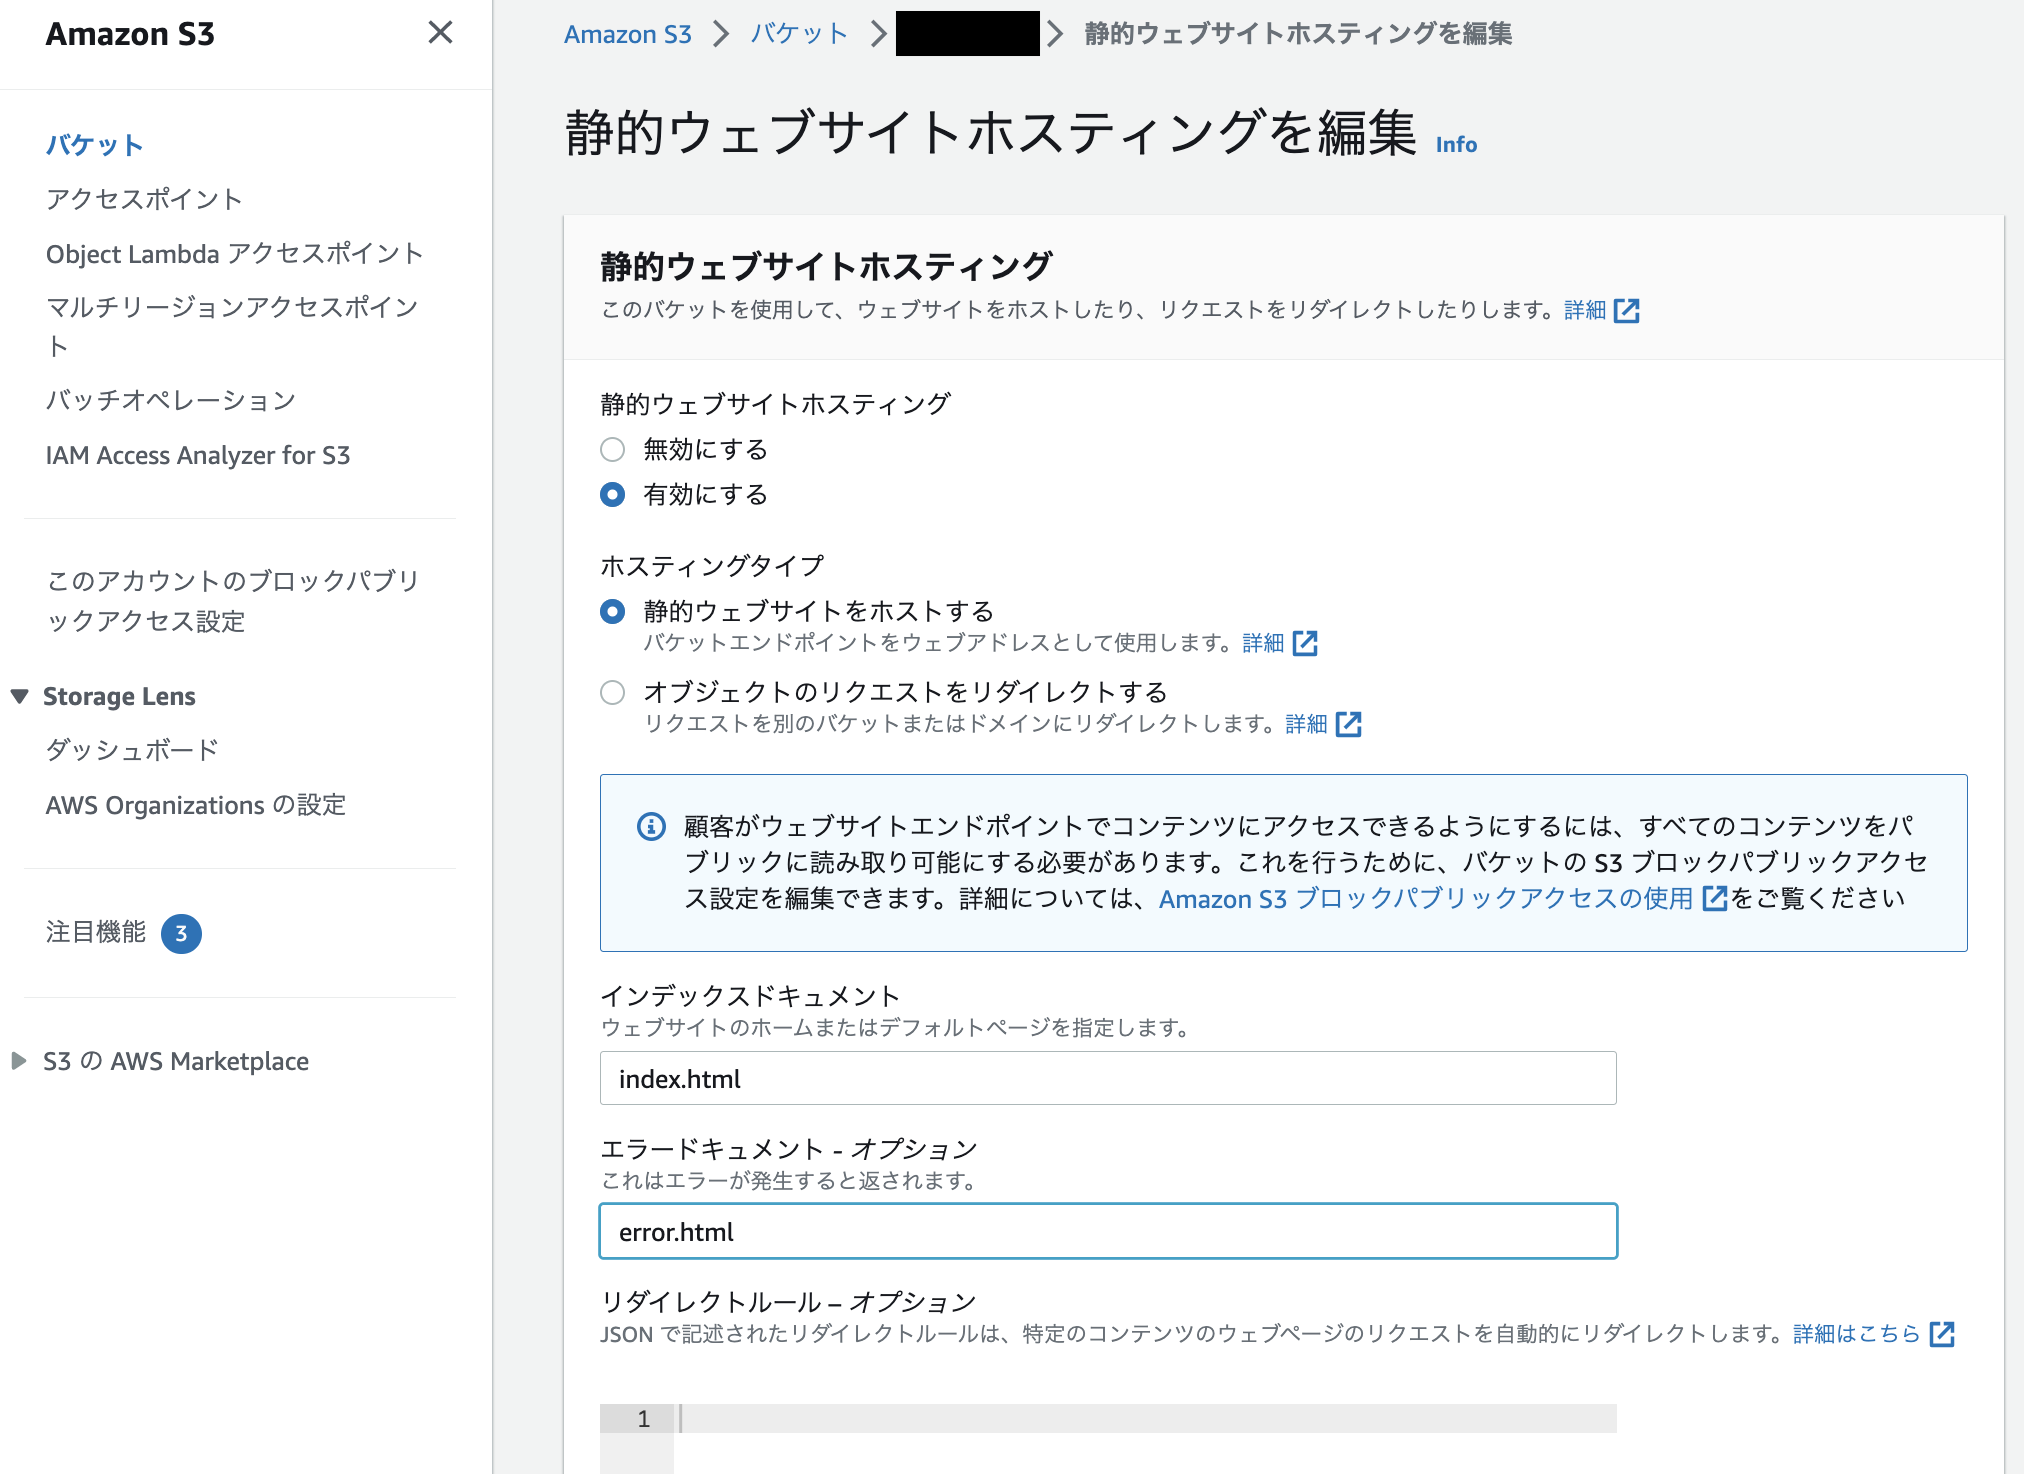 Amazon S3
バケット
アクセスポイント
Object Lambda アクセスポイント
マルチリージョンアクセスポイン
ト
バッチオペレーション
IAM Access Analyzer for S3
このアカウントのブロックパブリ
ックアクセス設定
Storage Lens
ダッシュボード
AWS Organizations の設定
注目機能 3
S3 の AWS Marketplace
Amazon S3 > バケット > > 静的ウェブサイトホスティングを編集
静的ウェブサイトホスティングを編集 Info
静的ウェブサイトホスティング
このバケットを使用して、ウェブサイトをホストしたり、リクエストをリダイレクトしたりします。詳細
静的ウェブサイトホスティング
無効にする
有効にする
ホスティングタイプ
静的ウェブサイトをホストする
バケットエンドポイントをウェブアドレスとして使用します。詳細
オブジェクトのリクエストをリダイレクトする
リクエストを別のバケットまたはドメインにリダイレクトします。詳細
顧客がウェブサイトエンドポイントでコンテンツにアクセスできるようにするには、すべてのコンテンツをパ
ブリックに読み取り可能にする必要があります。これを行うために、バケットの S3 ブロックパブリックアクセ
ス設定を編集できます。詳細については、Amazon S3 ブロックパブリックアクセスの使用 をご覧ください
インデックスドキュメント
ウェブサイトのホームまたはデフォルトページを指定します。
index.html
エラードキュメント - オプション
これはエラーが発生すると返されます。
error.html
リダイレクトルール – オプション
JSON で記述されたリダイレクトルールは、特定のコンテンツのウェブページのリクエストを自動的にリダイレクトします。詳細はこちら
1